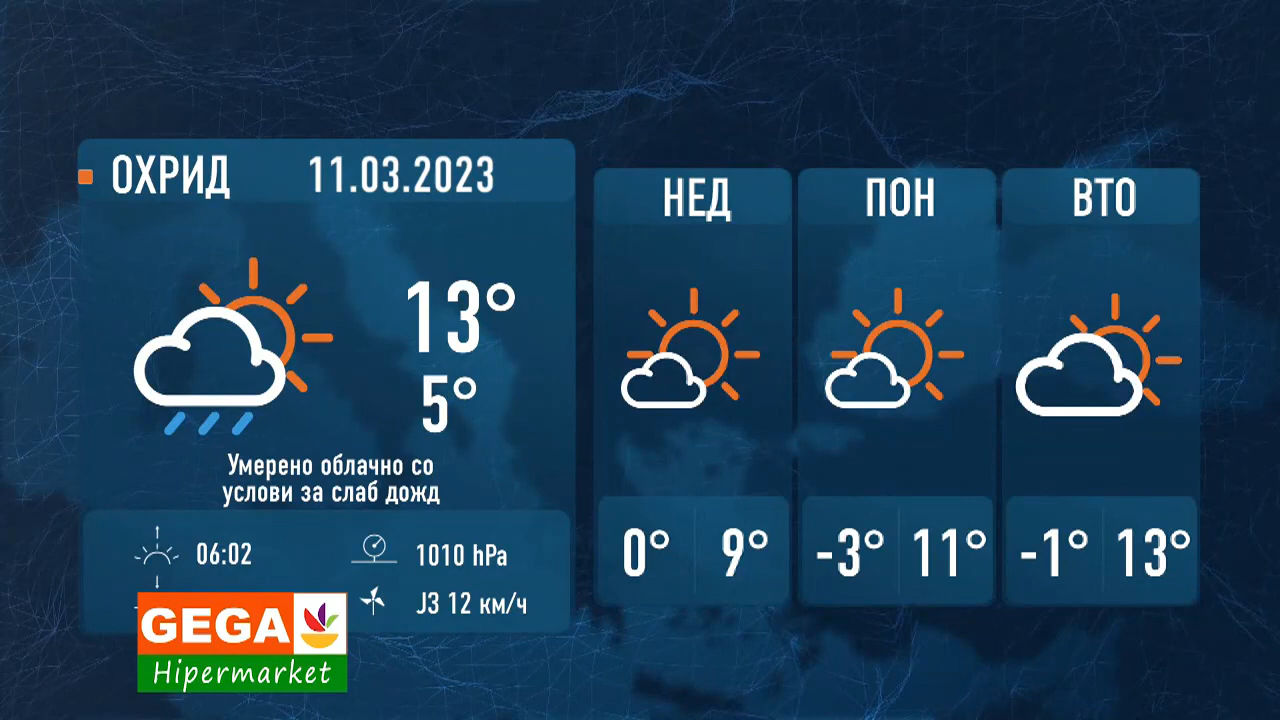 ОХРИД 11.03.2023
13°
5°
Умерено облачно со
услови за слаб дожд
06:02
1010 hPa
ЈЗ 12 км/ч
GEGA
Hipermarket
НЕД
0° 9°
ПОН
-3° 11°
ВТО
-1° 13°